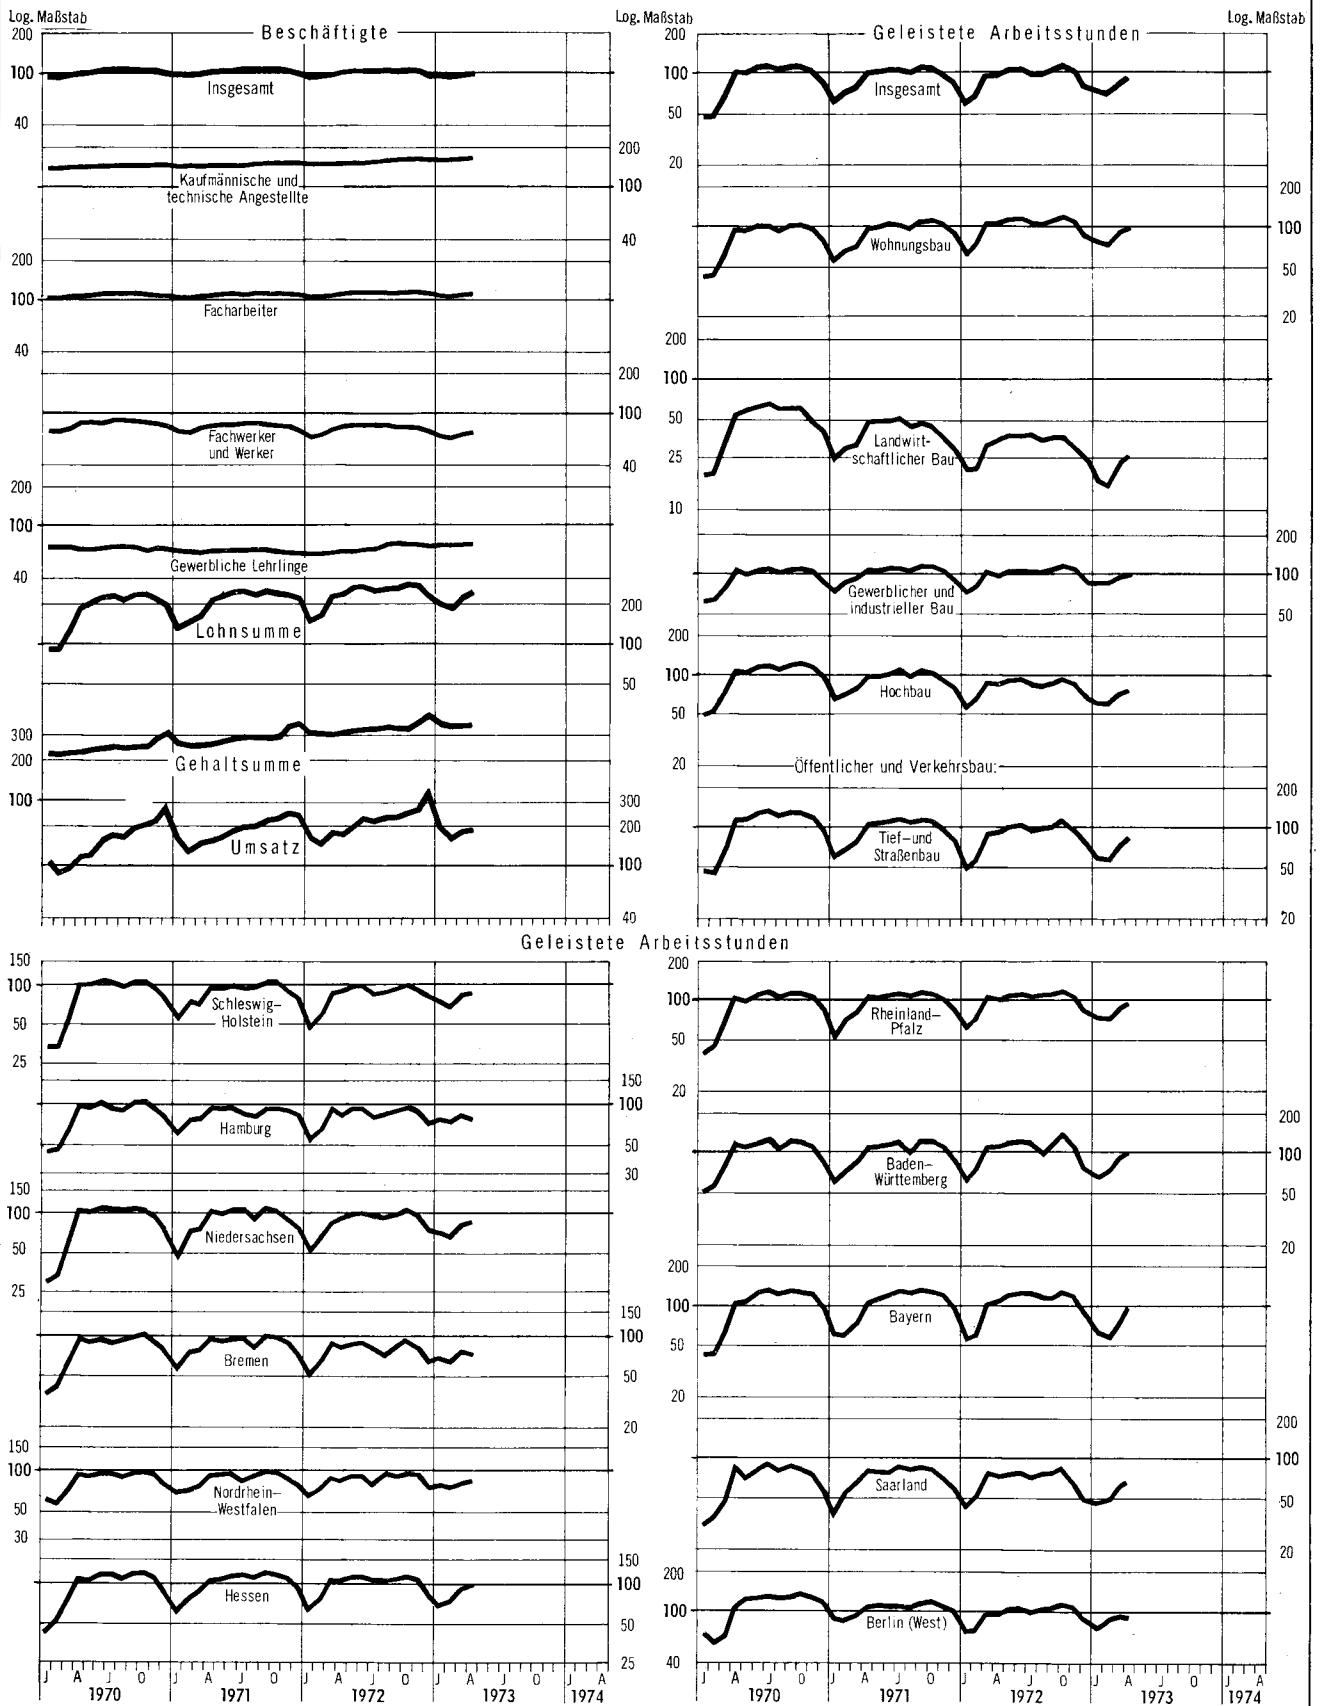 Log. Maßstab
Log. Maßstab
Log. Maßstab
Beschäftigte
200
100
Insgesamt
40
200
Kaufmännische und
technische Angestellte
100
40
200
100
Facharbeiter
40
200
100
Fachwerker
und Werker
40
200
100
Gewerbliche Lehrlinge
40
200
Lohnsumme
100
50
300
200
Gehaltsumme
100
300
200
Umsatz
100
40
Geleistete Arbeitsstunden
200
100
Insgesamt
50
20
200
100
Wohnungsbau
50
20
200
100
50
Landwirt-
schaftlicher Bau
25
10
200
100
Gewerblicher und
industrieller Bau
50
200
100
Hochbau
50
20
Öffentlicher und Verkehrsbau:
200
100
Tief-und
Straßenbau
50
20
Geleistete Arbeitsstunden
150
100
Schleswig-
Holstein
50
25
150
100
Hamburg
50
30
150
100
Niedersachsen
50
25
150
100
Bremen
50
20
150
100
Nordrhein-
Westfalen
50
30
150
100
Hessen
50
25
J A J O J A J O J A J O J A J O J A
1970 1971 1972 1973 1974
200
100
Rheinland-
Pfalz
50
20
200
100
Baden-
Württemberg
50
20
200
100
Bayern
50
20
200
100
Saarland
50
20
200
100
Berlin (West)
40
J A J O J A J O J A J O J A J O J A
1970 1971 1972 1973 1974